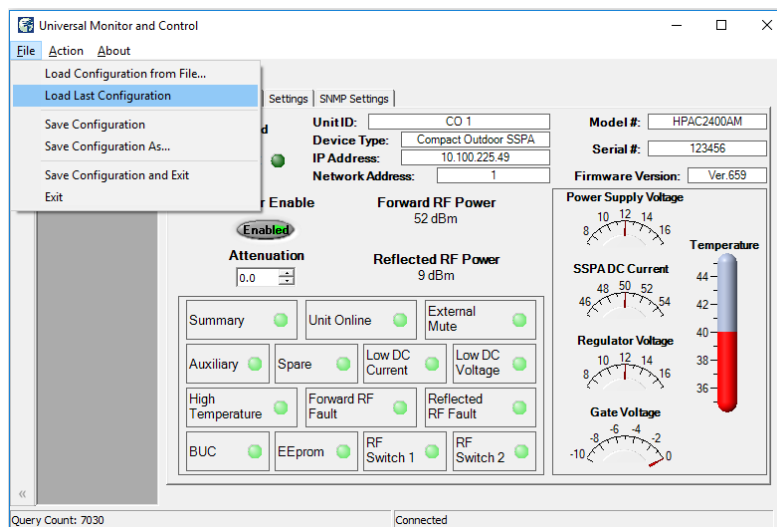 Universal Monitor and Control
File Action About
Load Configuration from File...
Load Last Configuration
Save Configuration
Save Configuration As...
Save Configuration and Exit
Exit
Settings SNMP Settings
Unit ID: CO 1
Device Type: Compact Outdoor SSPA
IP Address: 10.100.225.49
Network Address: 1
Model #: HPAC2400AM
Serial #: 123456
Firmware Version: Ver.659
Enable
Enabled
Attenuation
0.0
Forward RF Power
52 dBm
Reflected RF Power
9 dBm
Summary
Unit Online
External
Mute
Auxiliary
Spare
Low DC
Current
Low DC
Voltage
High
Temperature
Forward RF
Fault
Reflected
RF Fault
BUC
EEprom
RF
Switch 1
RF
Switch 2
Power Supply Voltage
8 10 12 14 16
SSPA DC Current
46 48 50 52 54
Regulator Voltage
8 10 12 14 16
Gate Voltage
-10 -8 -6 -4 -2 0
Temperature
44
42
40
38
36
«
Query Count: 7030
Connected